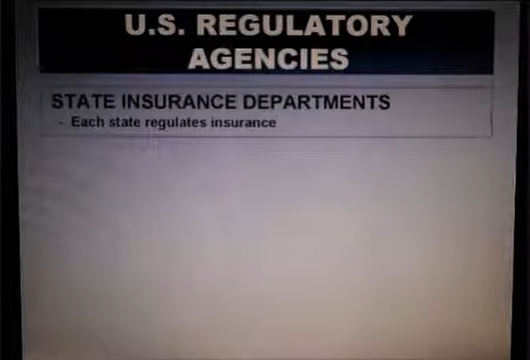 U.S. REGULATORY
AGENCIES
STATE INSURANCE DEPARTMENTS
- Each state regulates insurance